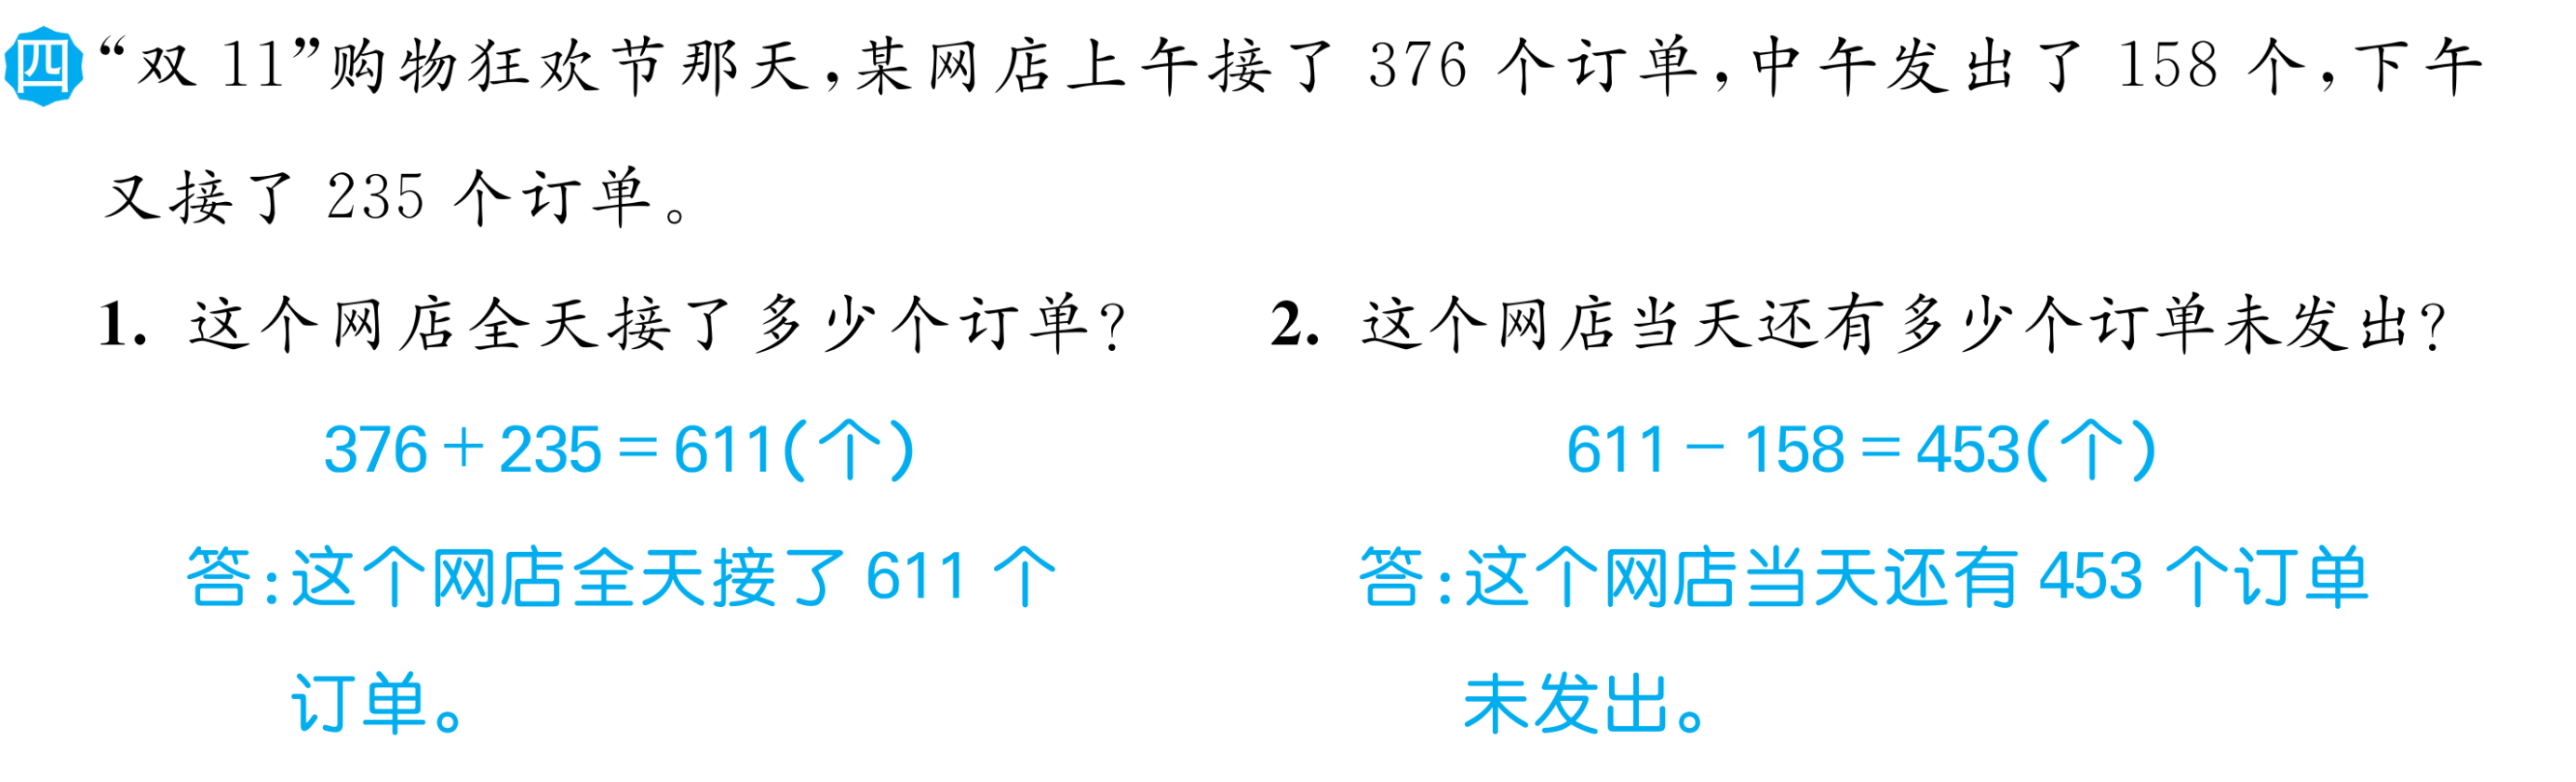 四 “双 11”购物狂欢节那天,某网店上午接了 376 个订单,中午发出了 158 个,下午
又接了 235 个订单。
1. 这个网店全天接了多少个订单? 2. 这个网店当天还有多少个订单未发出?
376 + 235 = 611(个) 611 - 158 = 453(个)
答:这个网店全天接了 611 个 答:这个网店当天还有 453 个订单
订单。 未发出。